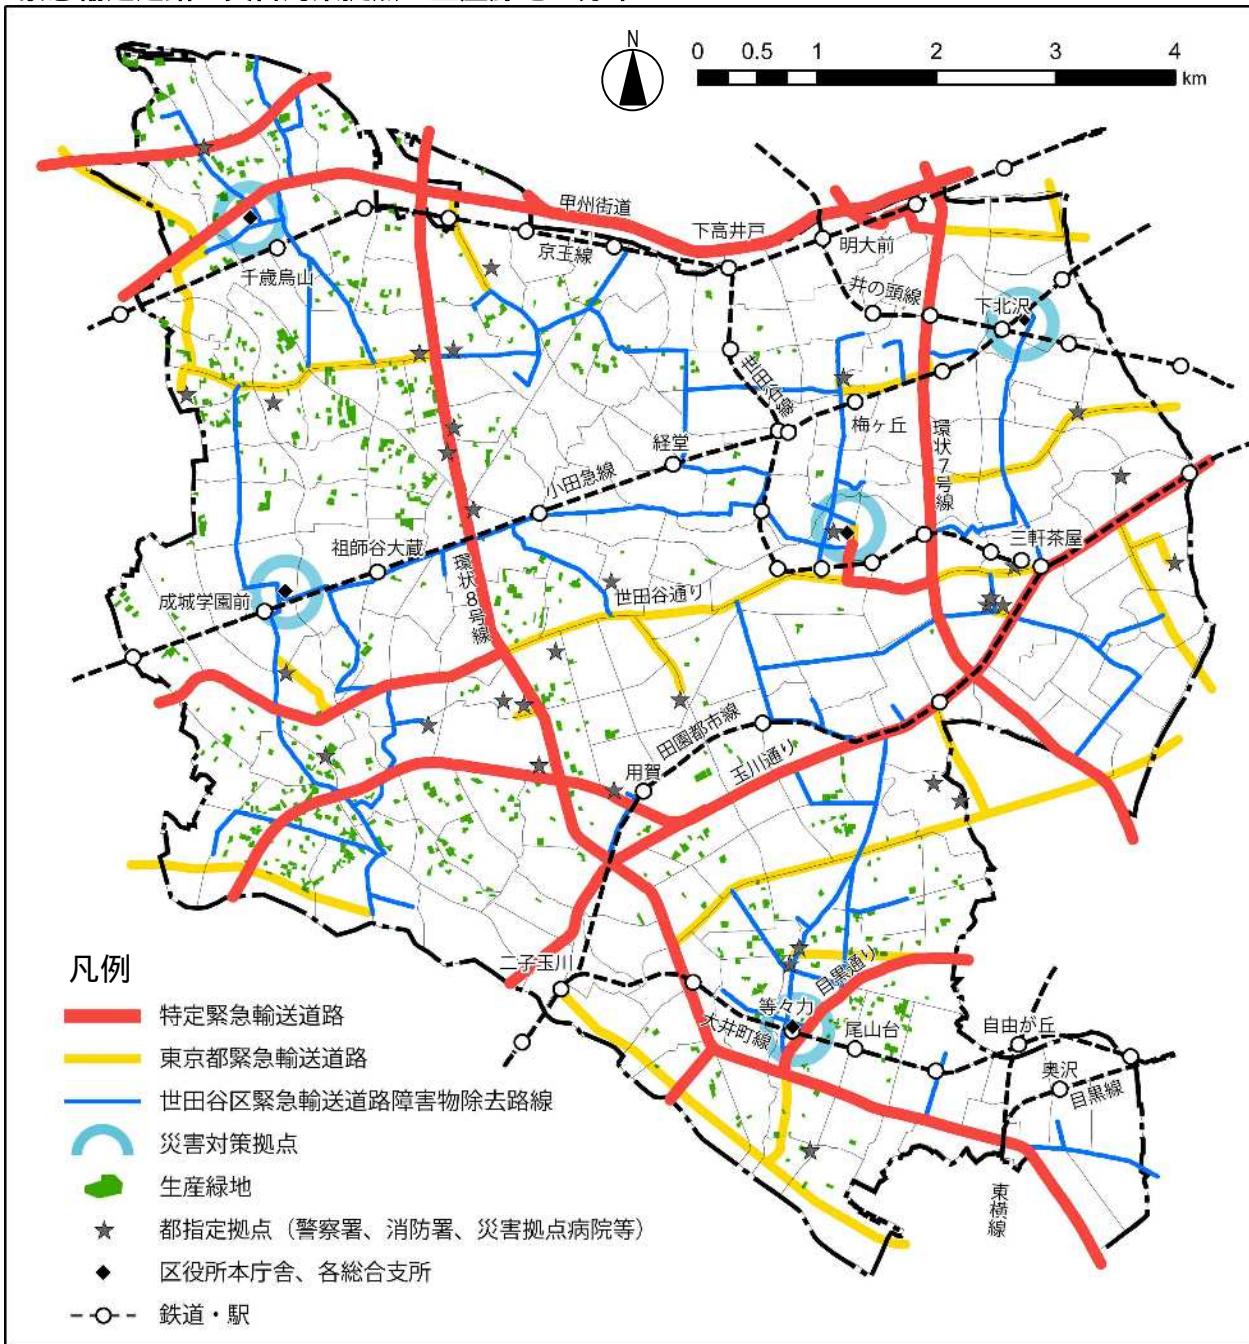 N
0 0.5 1 2 3 4
km
甲州街道
下高井戸
明大前
京王線
千歳烏山
井の頭線
下北沢
世田谷線
梅ヶ丘
経堂
環状7号線
小田急線
三軒茶屋
祖師谷大蔵
成城学園前
環状8号線
世田谷通り
田園都市線
用賀
玉川通り
二子玉川
目黒通り
等々力
大井町線
尾山台
自由が丘
奥沢
目黒線
東横線
凡例
特定緊急輸送道路
東京都緊急輸送道路
世田谷区緊急輸送道路障害物除去路線
災害対策拠点
生産緑地
都指定拠点（警察署、消防署、災害拠点病院等）
区役所本庁舎、各総合支所
鉄道・駅